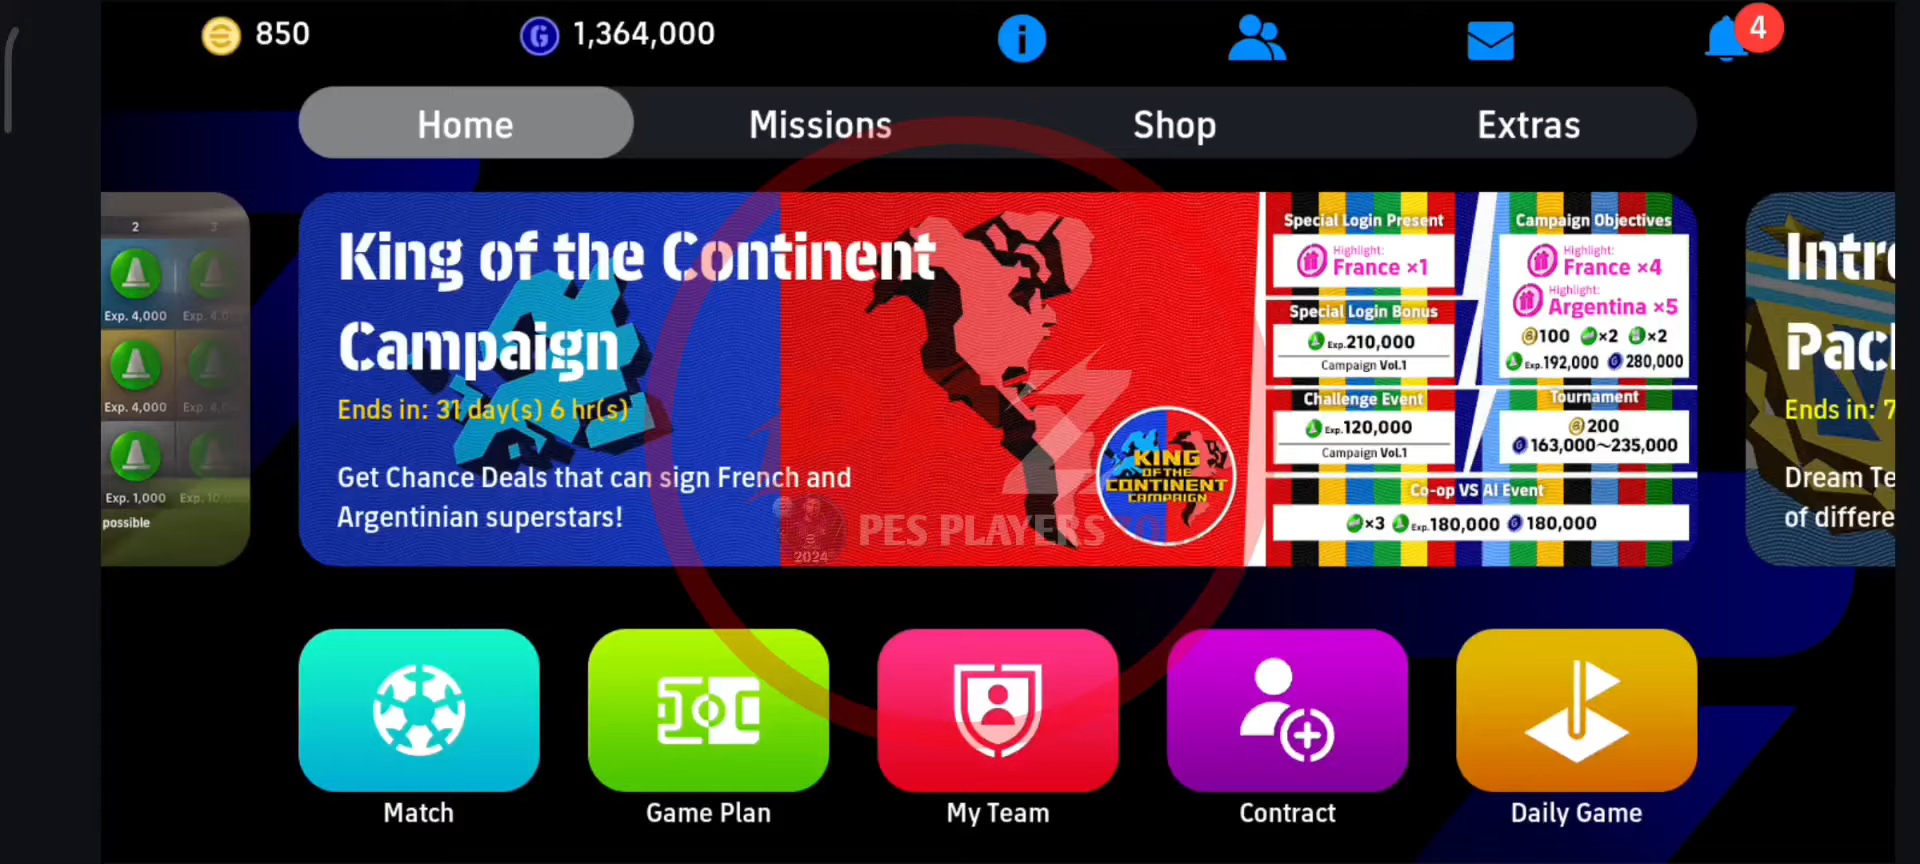 850
1,364,000
4
Home
Missions
Shop
Extras
2
3
Exp. 4,000
Exp. 4,000
Exp. 1,000
possible
King of the Continent
Campaign
Ends in: 31 day(s) 6 hr(s)
Get Chance Deals that can sign French and
Argentinian superstars!
KING
OF THE
CONTINENT
CAMPAIGN
PES PLAYERS
2024
Special Login Present
Highlight:
France ×1
Special Login Bonus
Exp.210,000
Campaign Vol.1
Challenge Event
Exp.120,000
Campaign Vol.1
Campaign Objectives
Highlight:
France ×4
Highlight:
Argentina ×5
100 ×2 ×2
Exp.192,000 280,000
Tournament
200
163,000~235,000
Co-op VS AI Event
×3 Exp.180,000 180,000
Ends in: 7
Dream Te
of differe
Match
Game Plan
My Team
Contract
Daily Game